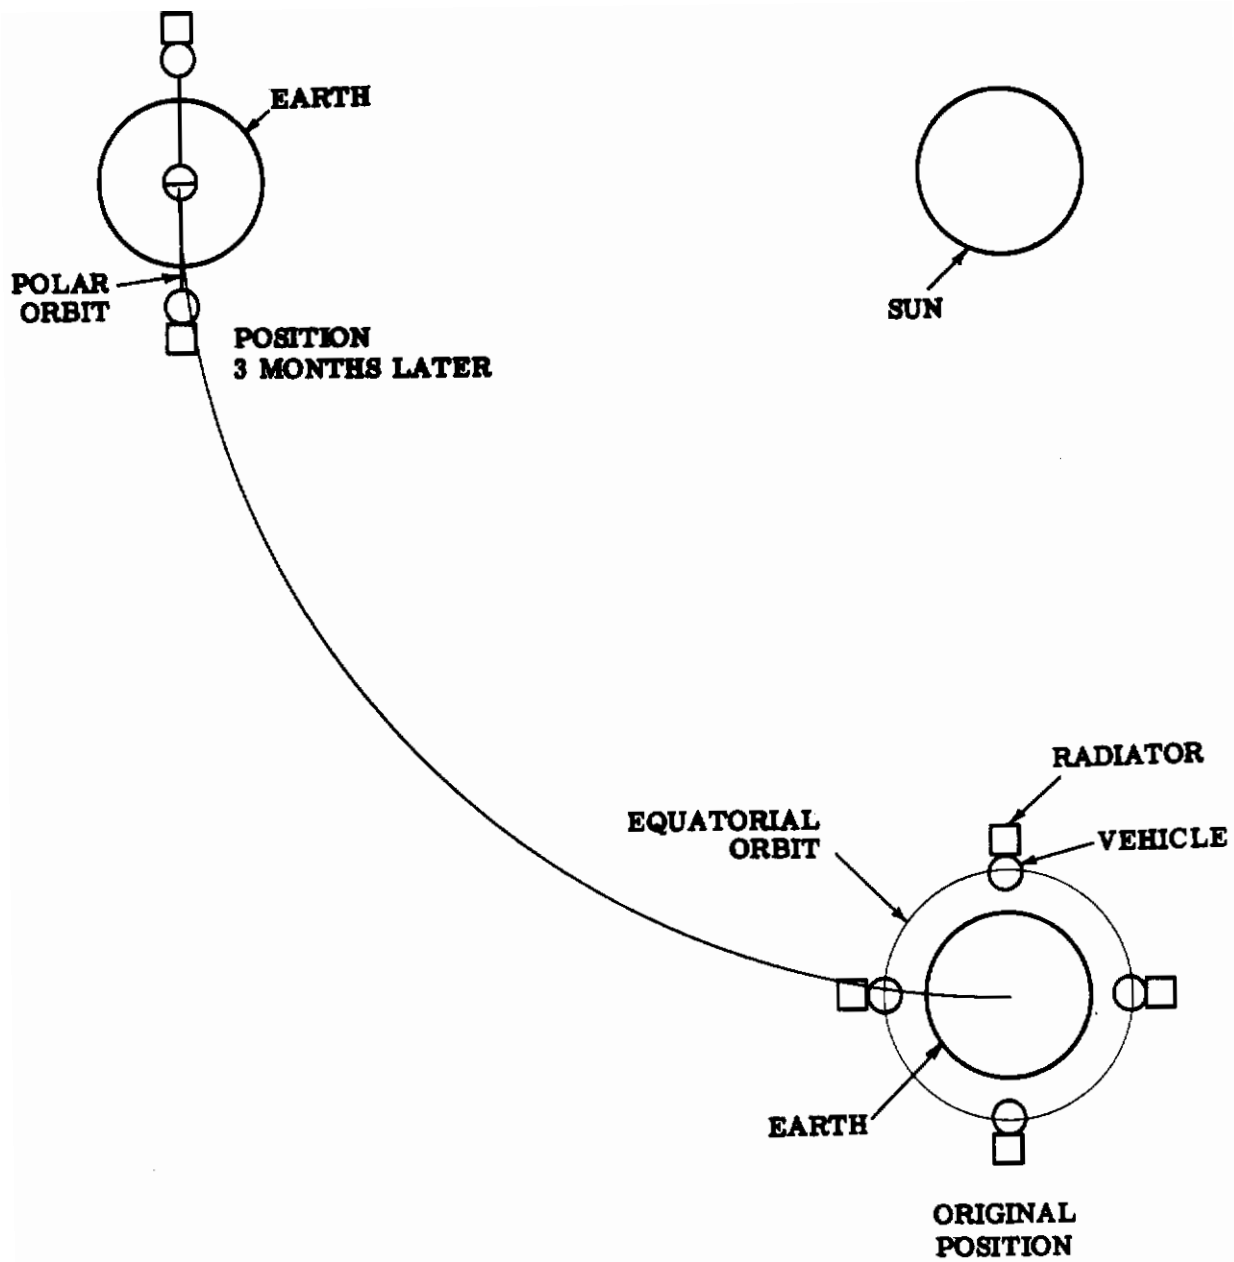 EARTH
POLAR
ORBIT
POSITION
3 MONTHS LATER
SUN
RADIATOR
EQUATORIAL
ORBIT
VEHICLE
EARTH
ORIGINAL
POSITION